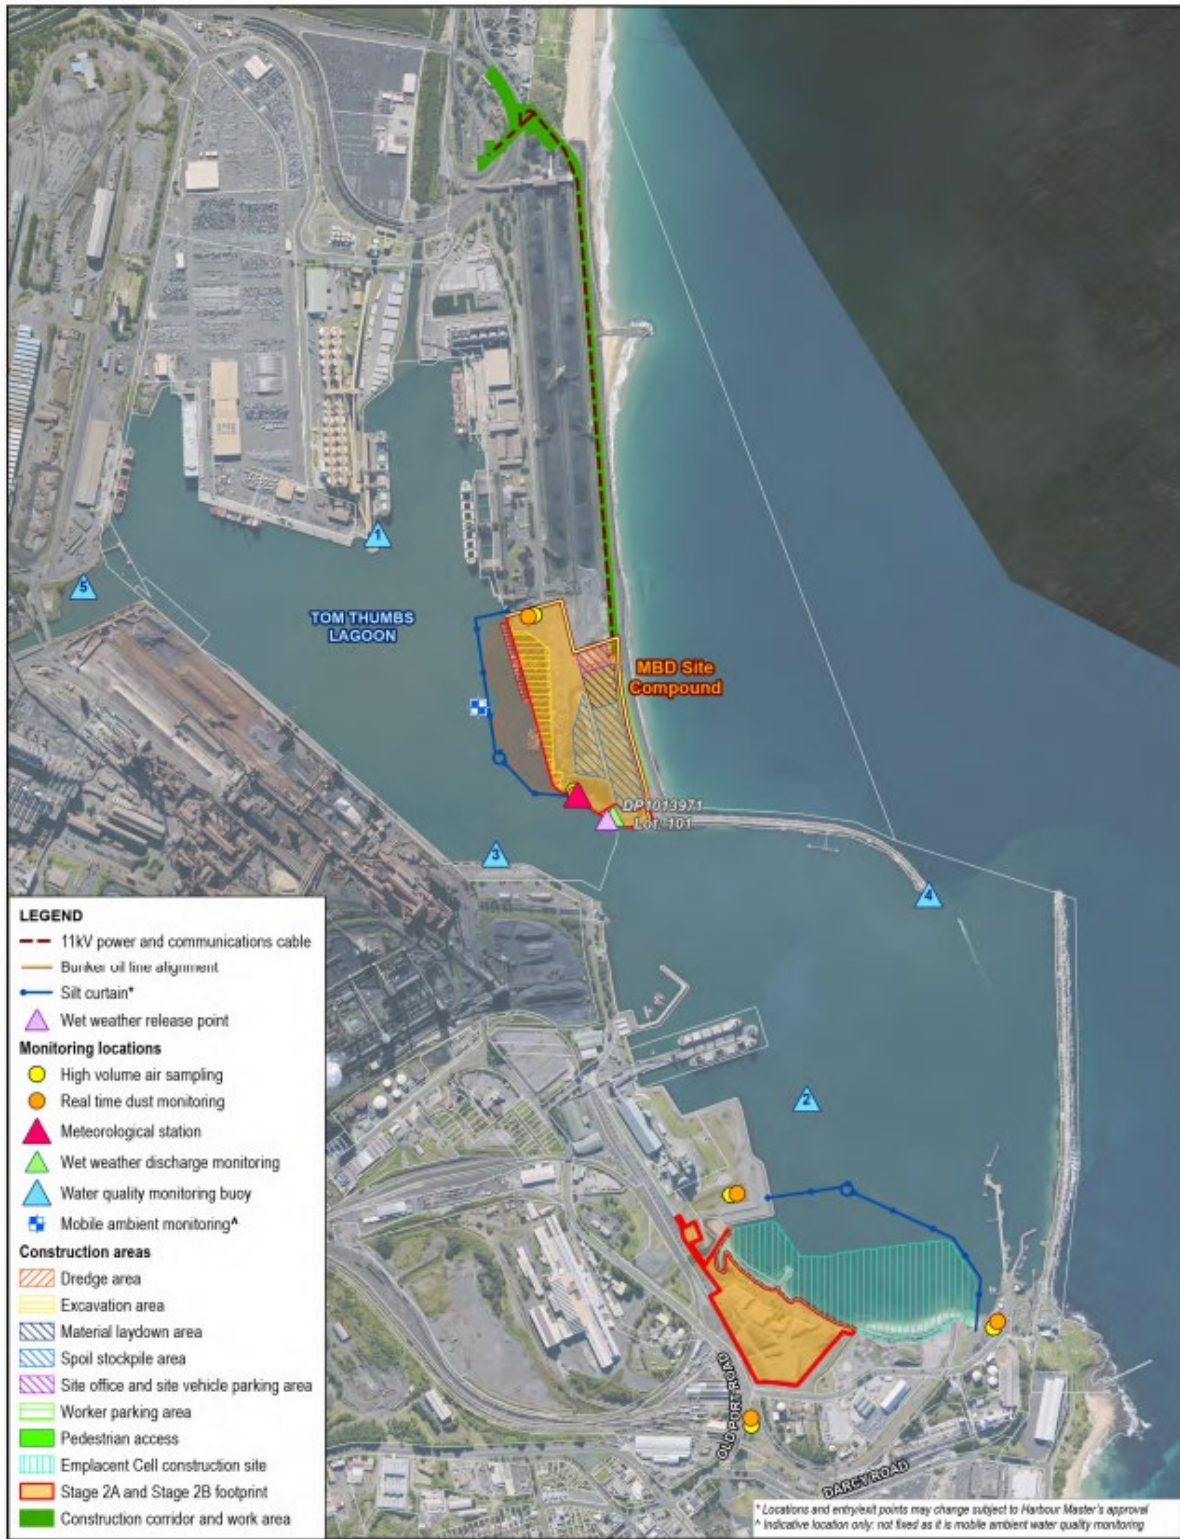 1
5
TOM THUMBS
LAGOON
MBD Site
Compound
DP1013971
Lot: 101
3
4
2
OLD PORT ROAD
DARCY ROAD
LEGEND
11kV power and communications cable
Bunker oil line alignment
Silt curtain*
Wet weather release point
Monitoring locations
High volume air sampling
Real time dust monitoring
Meteorological station
Wet weather discharge monitoring
Water quality monitoring buoy
Mobile ambient monitoring^
Construction areas
Dredge area
Excavation area
Material laydown area
Spoil stockpile area
Site office and site vehicle parking area
Worker parking area
Pedestrian access
Emplacent Cell construction site
Stage 2A and Stage 2B footprint
Construction corridor and work area
* Locations and entry/exit points may change subject to Harbour Master's approval
^ Indicative location only: not fixed as it is mobile ambient water quality monitoring